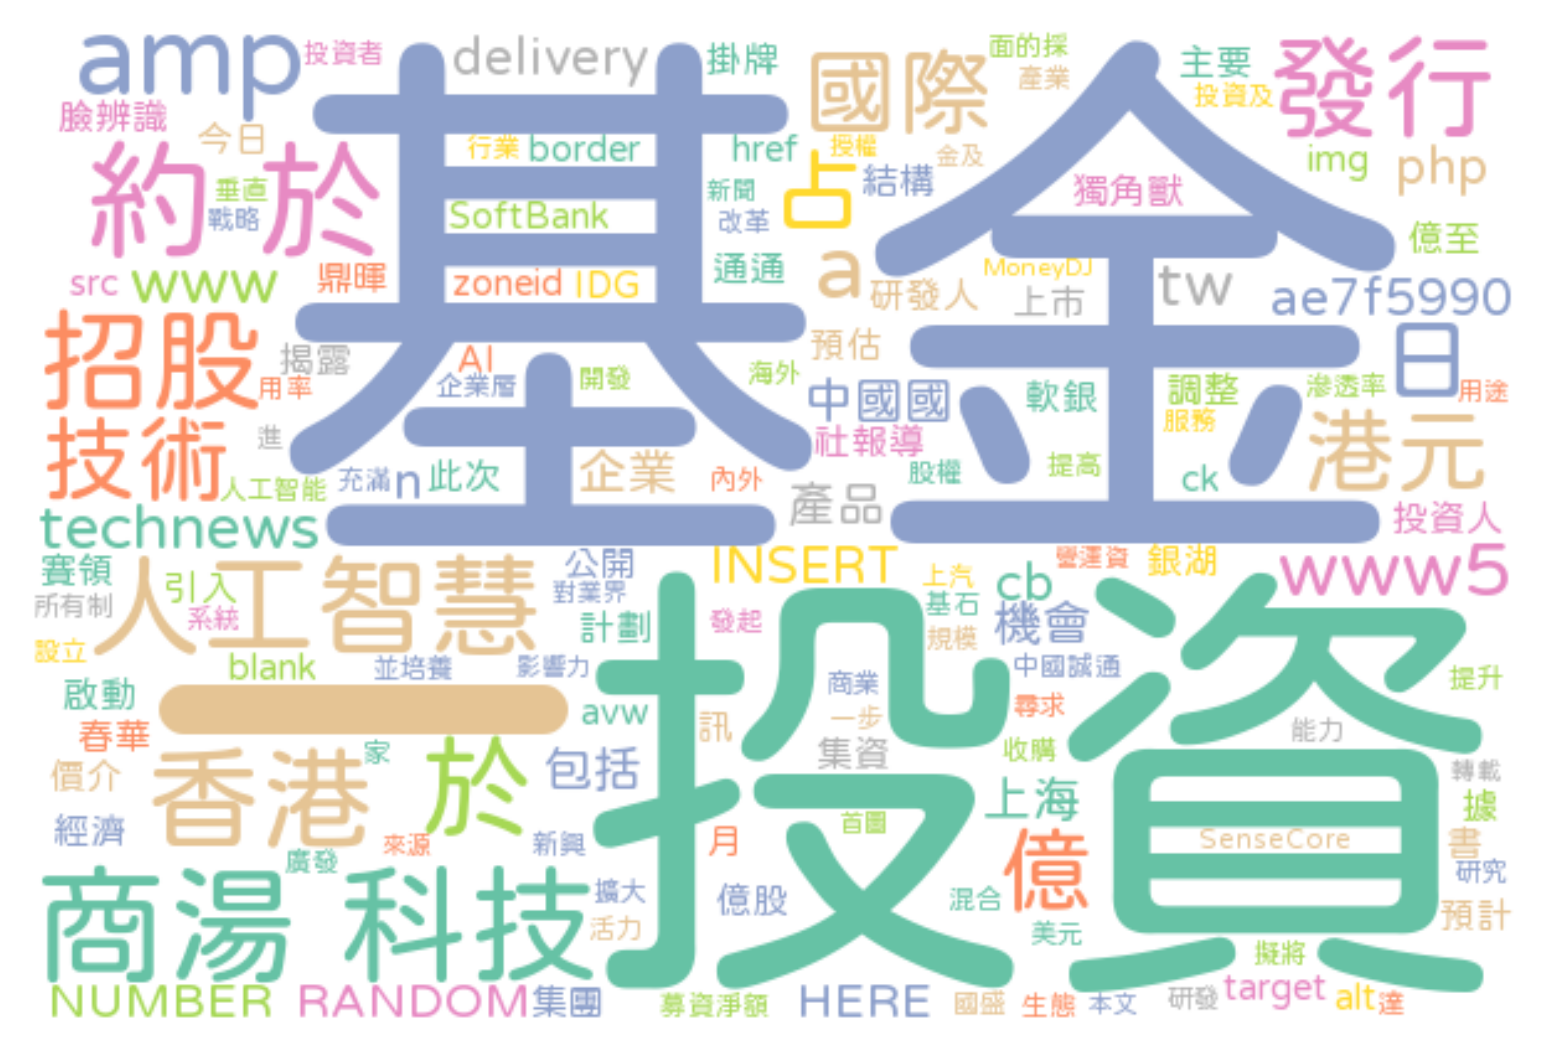 amp
投資者
delivery
掛牌
國際
面的採
產業
主要
發行
投資及
臉辨識
今日
基金
行業
border
href
授權
金及
img
php
約於
垂直
戰略
SoftBank
新聞
改革
占
結構
獨角獸
億至
src
www
鼎暉
zoneid
IDG
通通
a
研發人
MoneyDJ
上市
tw
ae7f5990
招股
揭露
用率
AI
企業層
開發
海外
預估
中國國
軟銀
調整
服務
滲透率
日
用途
技術
進
人工智能
充滿
n
此次
企業
內外
社報導
產品
股權
提高
ck
港元
投資人
technews
賽領
所有制
引入
系統
人工智慧
公開
對業界
計劃
INSERT
發起
上汽
基石
規模
cb
機會
營運資
銀湖
www5
設立
blank
並培養
影響力
投資
商業
一步
集資
中國誠通
尋求
收購
提升
能力
啟動
春華
一
avw
訊
轉載
價介
香港
家
於
包括
上海
據
經濟
廣發
來源
新興
月
首圖
億
SenseCore
書
研究
商湯
科技
擴大
活力
億股
混合
美元
擬將
預計
NUMBER
RANDOM
集團
募資淨額
HERE
國盛
生態
本文
研發
target
alt
達